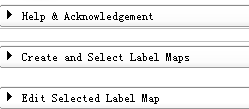 Help & Acknowledgement
Create and Select Label Maps
Edit Selected Label Map